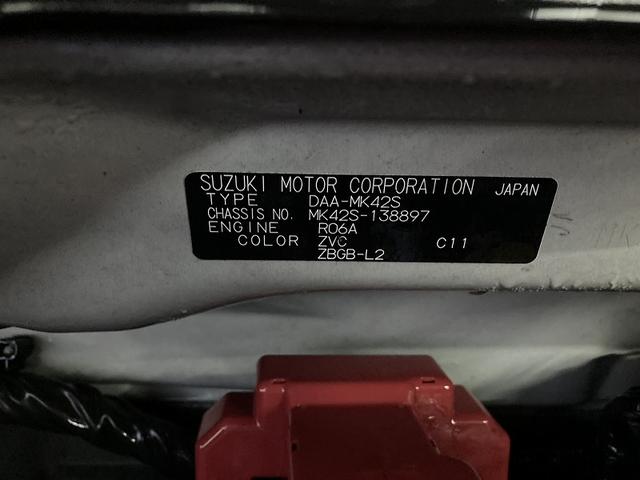 SUZUKI MOTOR CORPORATION JAPAN
TYPE DAA-MK42S
CHASSIS NO. MK42S-138897
ENGINE R06A
COLOR ZVC C11
ZBGB-L2